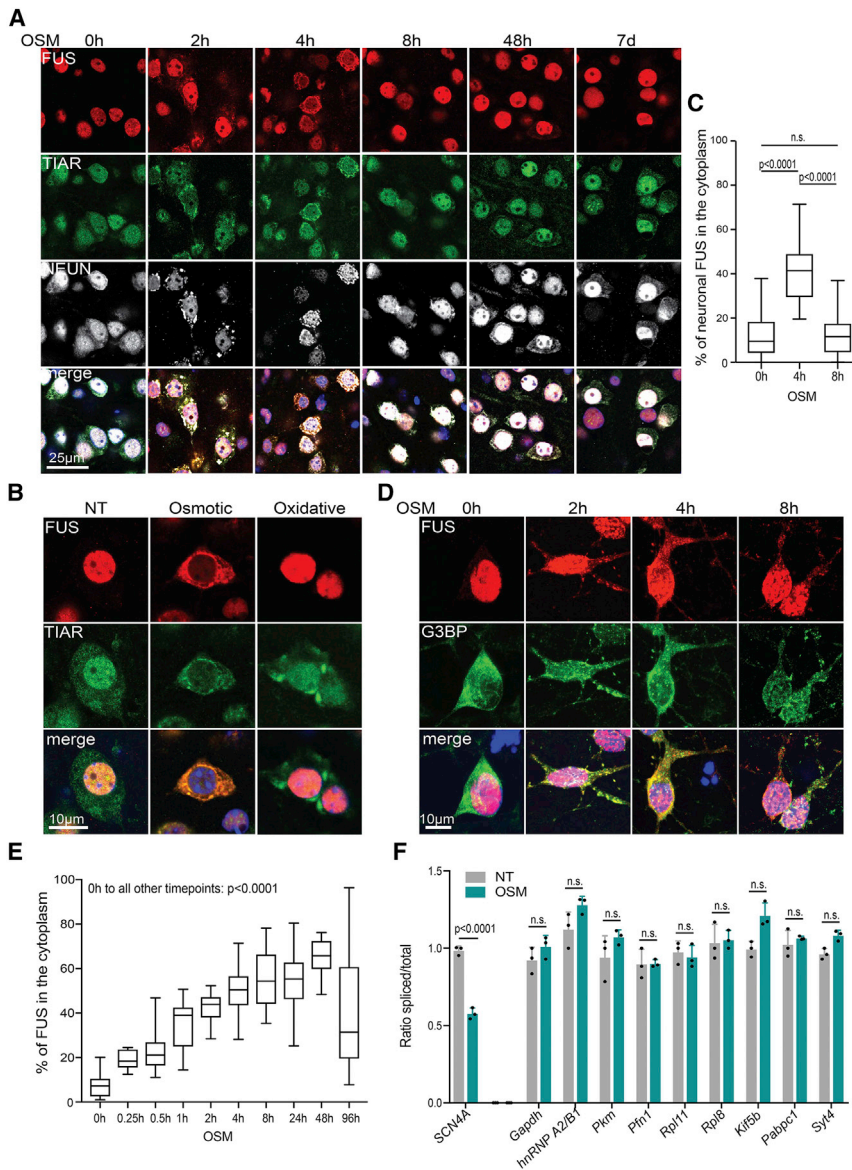 A
OSM 0h 2h 4h 8h 48h 7d
FUS
TIAR
NEUN
merge
25µm
C
% of neuronal FUS in the cytoplasm
100
80
60
40
20
0
n.s.
p<0.0001
p<0.0001
0h 4h 8h
OSM
B
NT Osmotic Oxidative
FUS
TIAR
merge
10µm
D
OSM 0h 2h 4h 8h
FUS
G3BP
merge
10µm
E
% of FUS in the cytoplasm
100
80
60
40
20
0
0h to all other timepoints: p<0.0001
0h 0.25h 0.5h 1h 2h 4h 8h 24h 48h 96h
OSM
F
Ratio spliced/total
1.5
1.0
0.5
0.0
NT
OSM
p<0.0001 n.s. n.s. n.s. n.s. n.s. n.s. n.s. n.s. n.s.
SCN4A Gapdh hnRNP A2/B1 Pkm Pfn1 Rpl11 Rpl8 Kif5b Pabpc1 Syt4